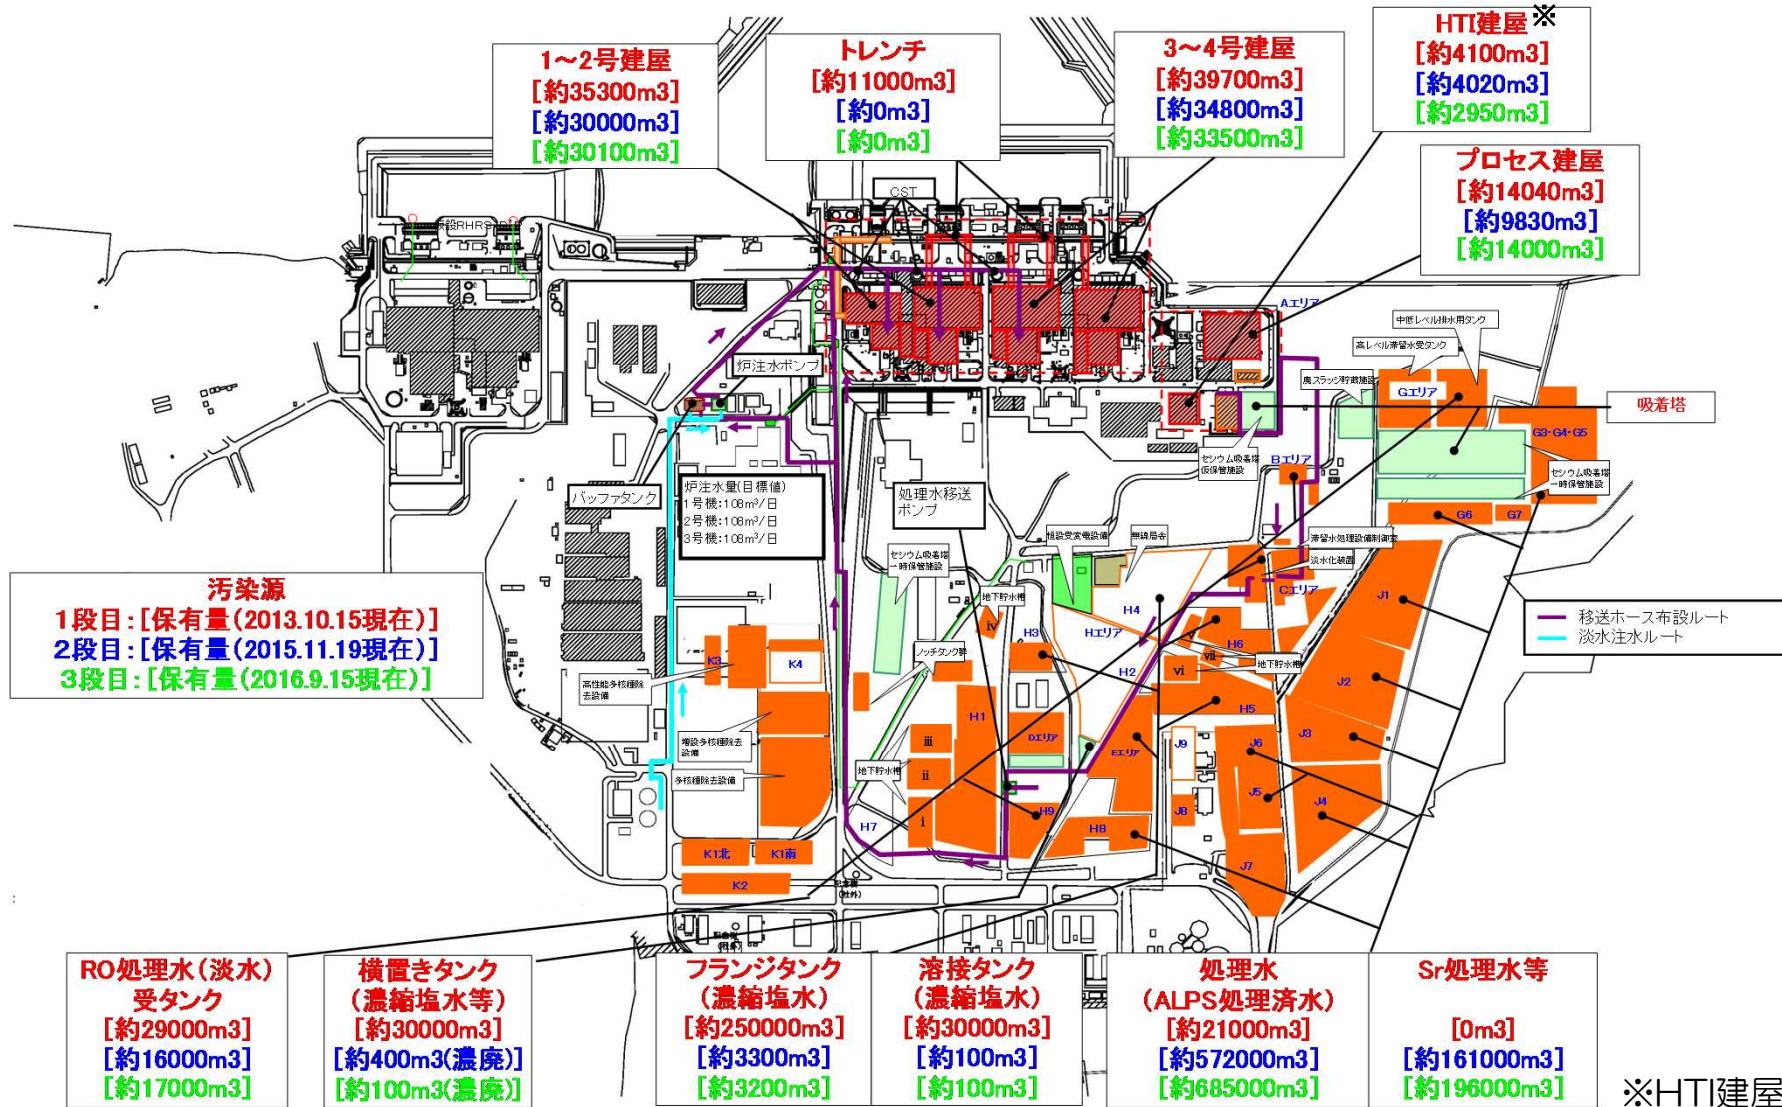 1～2号建屋
[約35300m3]
[約30000m3]
[約30100m3]
トレンチ
[約11000m3]
[約0m3]
[約0m3]
3～4号建屋
[約39700m3]
[約34800m3]
[約33500m3]
HTI建屋※
[約4100m3]
[約4020m3]
[約2950m3]
プロセス建屋
[約14040m3]
[約9830m3]
[約14000m3]
CST
Aエリア
中低レベル排水用タンク
高レベル滞留水受タンク
廃スラッジ貯蔵施設
Gエリア
吸着塔
G3・G4・G5
炉注水ポンプ
セシウム吸着塔
仮保管施設
Bエリア
セシウム吸着塔
一時保管施設
G6
G7
バッファタンク
炉注水量(目標値)
1号機:108m³/日
2号機:108m³/日
3号機:108m³/日
処理水移送
ポンプ
セシウム吸着塔
一時保管施設
無線局舎
滞留水処理設備制御室
淡水化装置
Cエリア
汚染源
1段目:[保有量(2013.10.15現在)]
2段目:[保有量(2015.11.19現在)]
3段目:[保有量(2016.9.15現在)]
移送ホース布設ルート
淡水注水ルート
地下貯水槽
iv
H3
H4
Hエリア
H2
v
H6
vii
vi
地下貯水槽
J1
J2
J3
J4
H5
K3
K4
高性能多核種除
去設備
増設多核種除去
設備
多核種除去設備
ノッチタンク群
H1
iii
ii
i
地下貯水槽
Dエリア
Eエリア
J9
J6
J5
J8
J7
H7
H9
H8
K1北
K1南
K2
RO処理水(淡水)
受タンク
[約29000m3]
[約16000m3]
[約17000m3]
横置きタンク
(濃縮塩水等)
[約30000m3]
[約400m3(濃廃)]
[約100m3(濃廃)]
フランジタンク
(濃縮塩水)
[約250000m3]
[約3300m3]
[約3200m3]
溶接タンク
(濃縮塩水)
[約30000m3]
[約100m3]
[約100m3]
処理水
(ALPS処理済水)
[約21000m3]
[約572000m3]
[約685000m3]
Sr処理水等
[0m3]
[約161000m3]
[約196000m3]
※HTI建屋